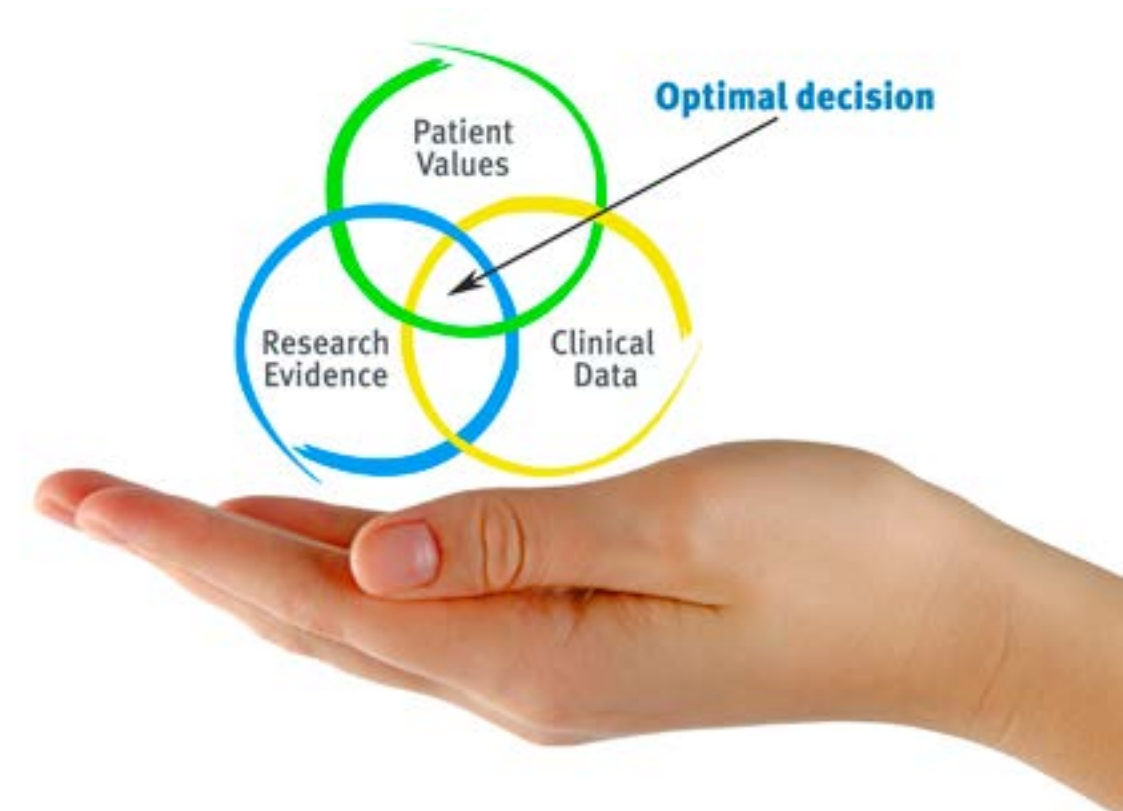 Optimal decision
Patient
Values
Research
Evidence
Clinical
Data